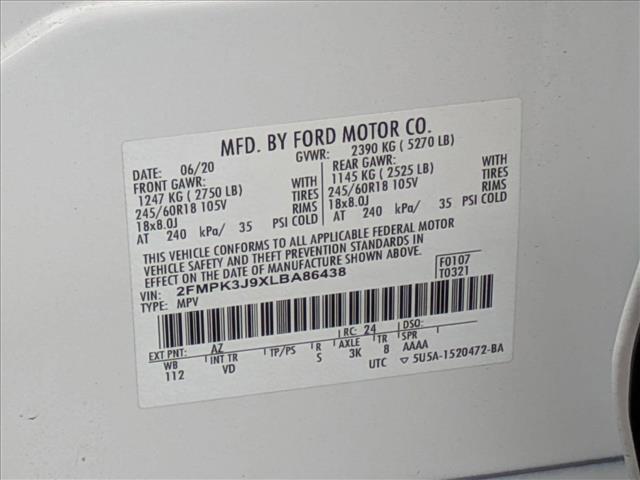 MFD. BY FORD MOTOR CO.
DATE: 06/20 GVWR: 2390 KG ( 5270 LB)
FRONT GAWR: REAR GAWR:
1247 KG ( 2750 LB) WITH 1145 KG ( 2525 LB) WITH
245/60R18 105V TIRES 245/60R18 105V TIRES
18x8.0J RIMS 18x8.0J RIMS
AT 240 kPa/ 35 PSI COLD AT 240 kPa/ 35 PSI COLD
THIS VEHICLE CONFORMS TO ALL APPLICABLE FEDERAL MOTOR
VEHICLE SAFETY AND THEFT PREVENTION STANDARDS IN
EFFECT ON THE DATE OF MANUFACTURE SHOWN ABOVE.
VIN: 2FMPK3J9XLBA86438 F0107
TYPE: MPV T0321
EXT PNT: AZ RC: 24 DSO:
WB INT TR TP/PS R AXLE TR SPR
112 VD S 3K 8 AAAA
UTC ▽ 5U5A-1520472-BA